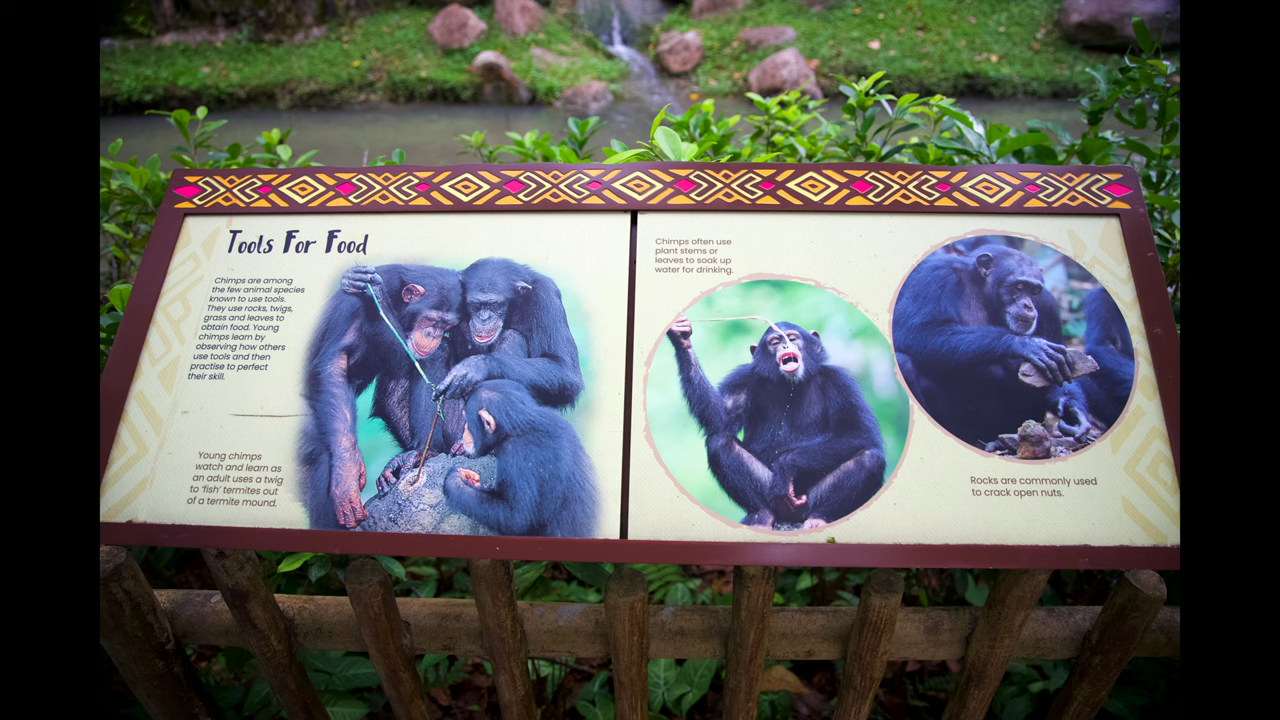 Tools For Food
Chimps are among
the few animal species
known to use tools.
They use rocks, twigs,
grass and leaves to
obtain food. Young
chimps learn by
observing how others
use tools and then
practise to perfect
their skill.
Young chimps
watch and learn as
an adult uses a twig
to ‘fish’ termites out
of a termite mound.
Chimps often use
plant stems or
leaves to soak up
water for drinking.
Rocks are commonly used
to crack open nuts.